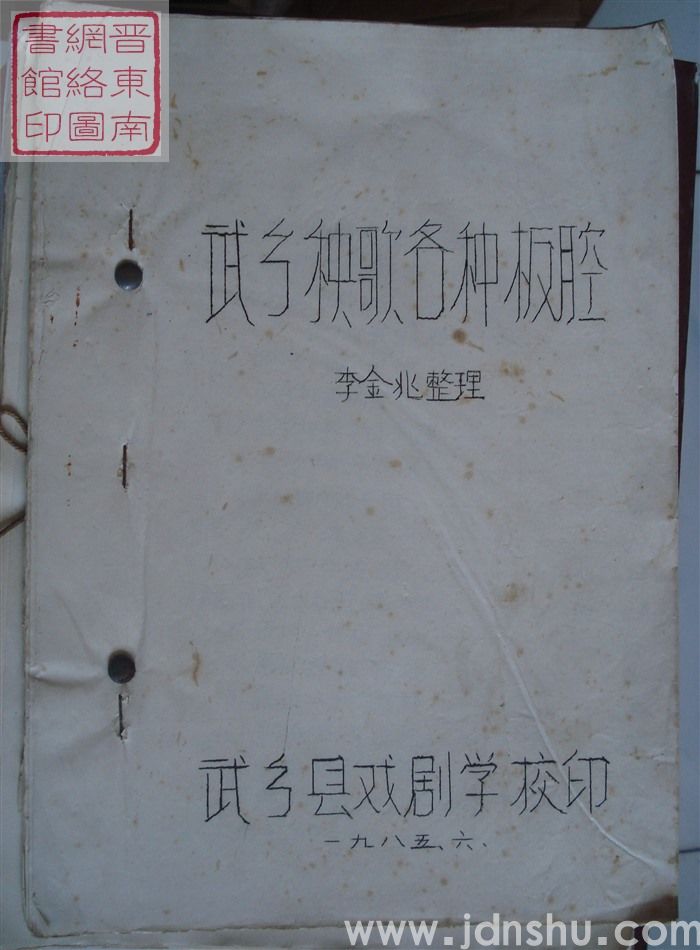 晋東南
網絡圖
書館印
武乡秧歌各种板腔
李金兆整理
武乡县戏剧学校印
一九八五、六.
www.jdnshu.com